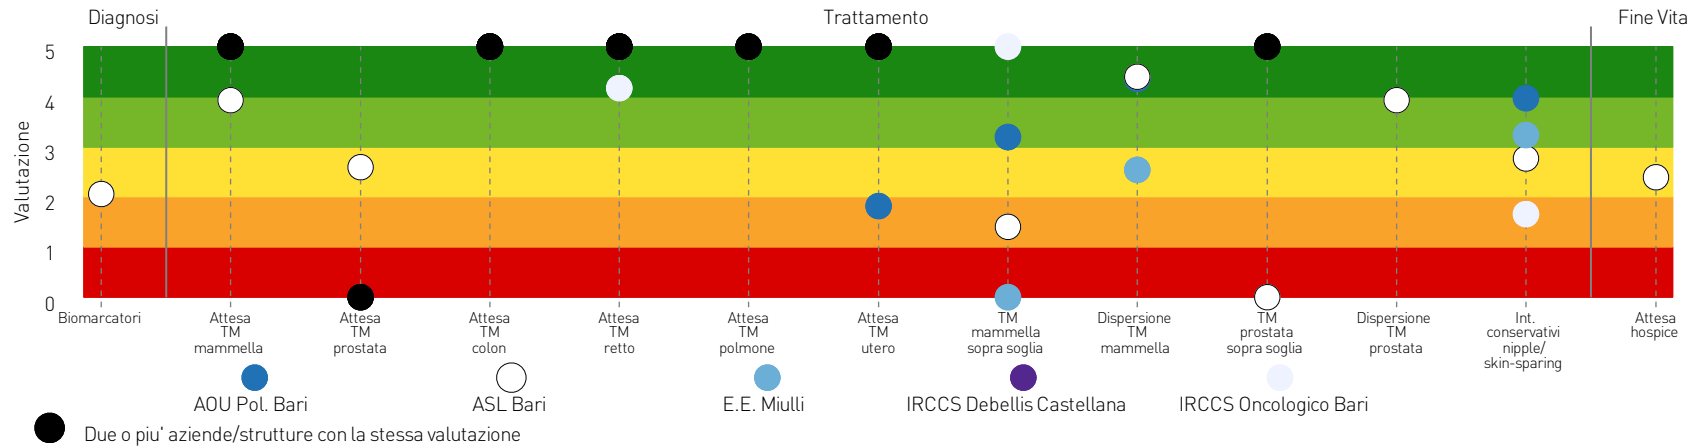 Diagnosi
Trattamento
Fine Vita
Valutazione
5
4
3
2
1
0
Biomarcatori
Attesa
TM
mammella
Attesa
TM
prostata
Attesa
TM
colon
Attesa
TM
retto
Attesa
TM
polmone
Attesa
TM
utero
TM
mammella
sopra soglia
Dispersione
TM
mammella
TM
prostata
sopra soglia
Dispersione
TM
prostata
Int.
conservativi
nipple/
skin-sparing
Attesa
hospice
AOU Pol. Bari
ASL Bari
E.E. Miulli
IRCCS Debellis Castellana
IRCCS Oncologico Bari
Due o piu' aziende/strutture con la stessa valutazione